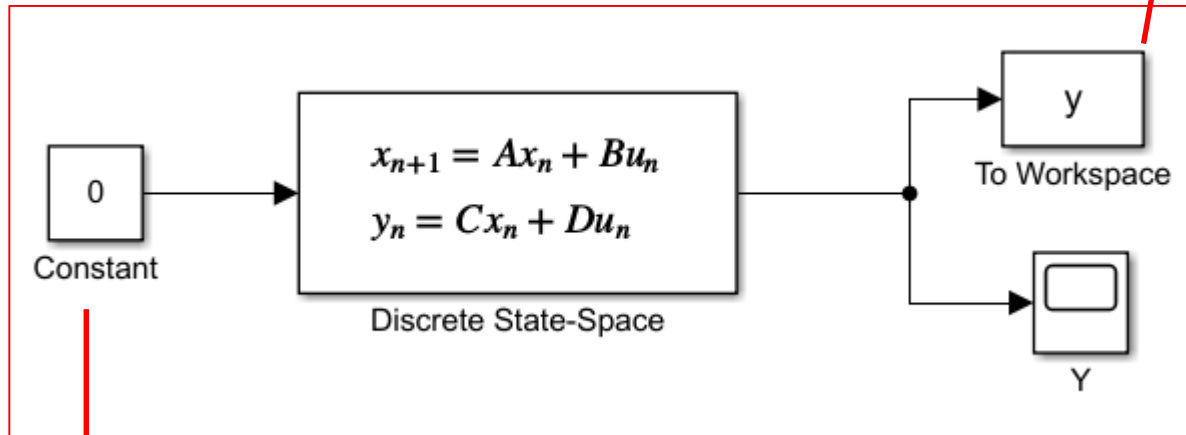 0
Constant
x_{n+1} = Ax_n + Bu_n
y_n = Cx_n + Du_n
Discrete State-Space
y
To Workspace
Y